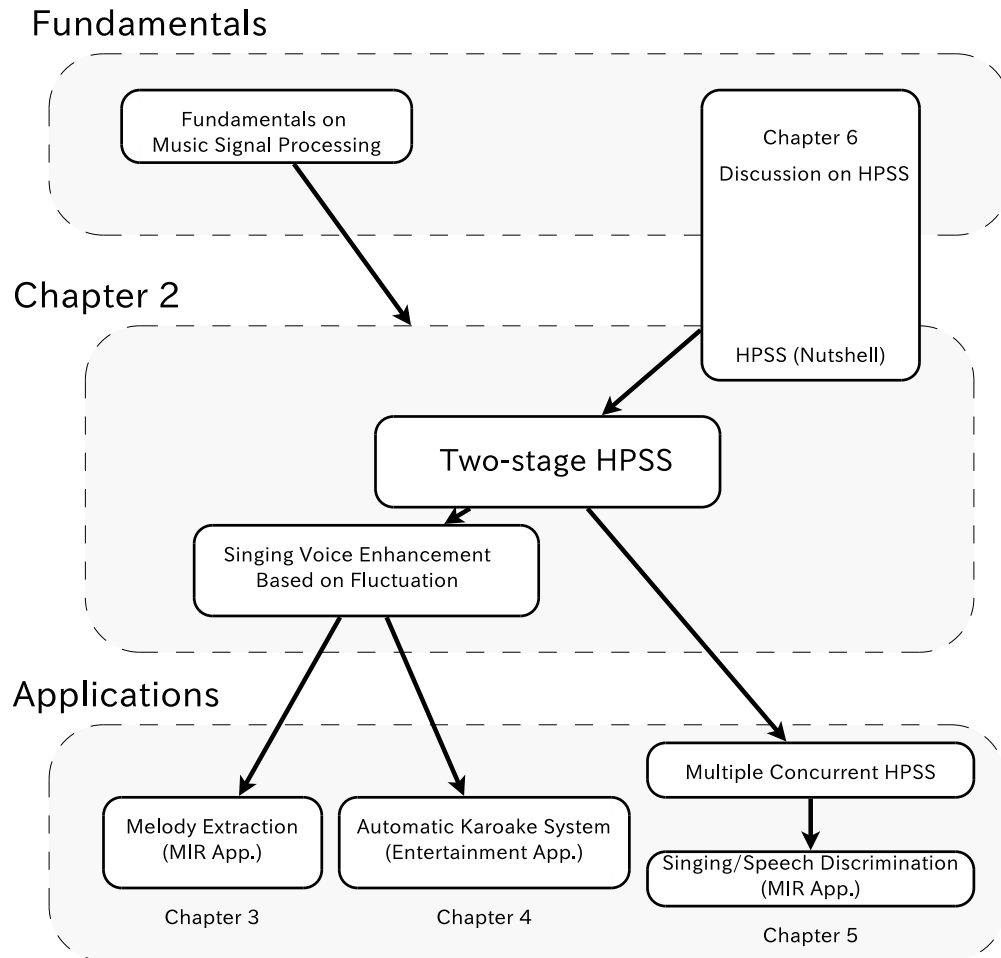 Fundamentals
Fundamentals on
Music Signal Processing
Chapter 6
Discussion on HPSS
HPSS (Nutshell)
Chapter 2
Two-stage HPSS
Singing Voice Enhancement
Based on Fluctuation
Applications
Multiple Concurrent HPSS
Melody Extraction
(MIR App.)
Automatic Karoake System
(Entertainment App.)
Singing/Speech Discrimination
(MIR App.)
Chapter 3
Chapter 4
Chapter 5